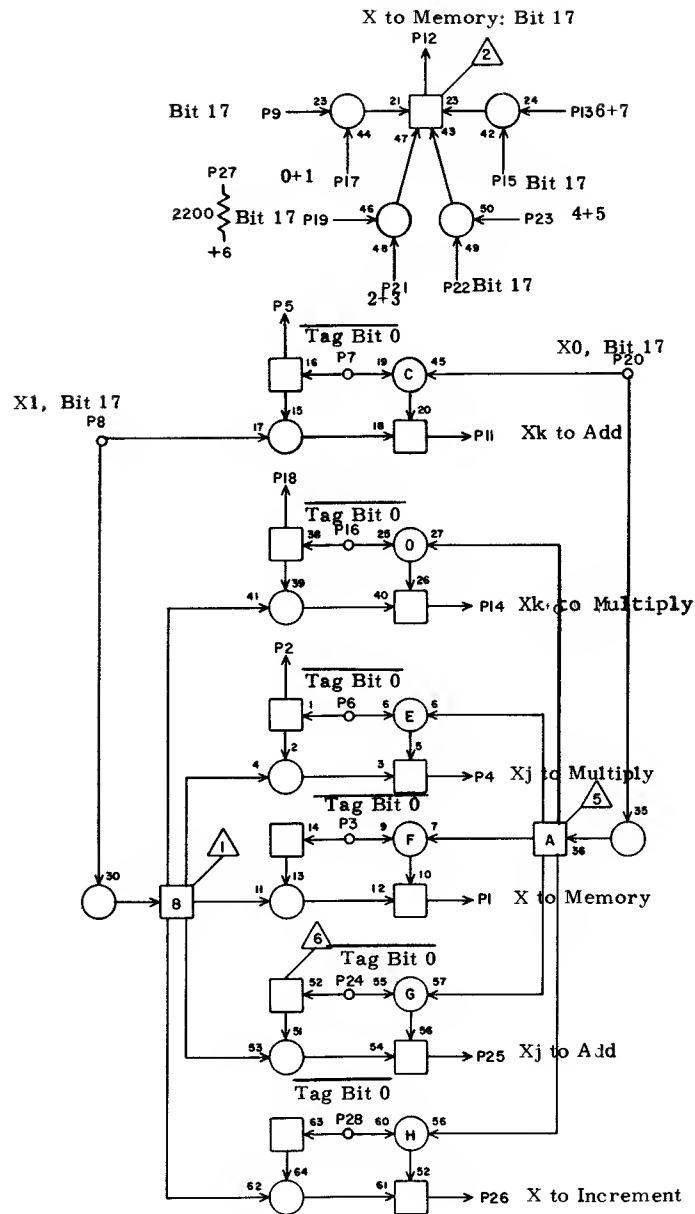 X to Memory: Bit 17
P12
2
Bit 17 P9 23 21 23 24 P13 6+7
44 47 43 42
P27 0+1 P17 P15 Bit 17
2200 Bit 17 P19 46 50 P23 4+5
+6 48 49
P21 P22 Bit 17
2+3
P5 Tag Bit 0 X0, Bit 17
16 P7 19 C 45 P20
X1, Bit 17 15 20
P8 17 18 P11 Xk to Add
P18 Tag Bit 0
38 P16 25 O 27
39 26
41 40 P14 Xk to Multiply
P2 Tag Bit 0
1 P6 6 E 6
2 5
4 3 P4 Xj to Multiply
Tag Bit 0 5
14 P3 9 F 7 A 36 35
1 13 10
30 B 11 12 P1 X to Memory
6 Tag Bit 0
52 P24 55 G 57
51 56
53 54 P25 Xj to Add
Tag Bit 0
63 P28 60 H 56
64 52
62 61 P26 X to Increment